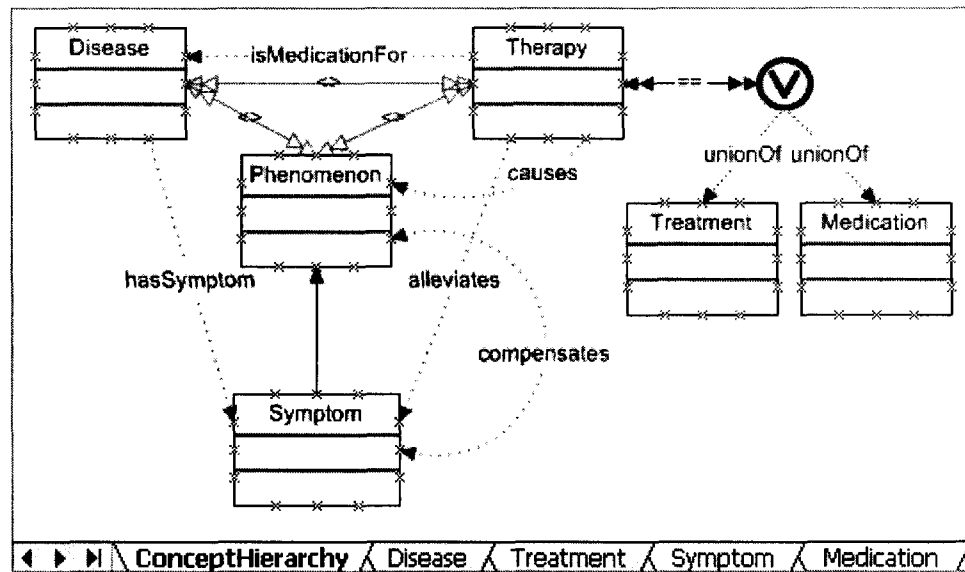 Disease
isMedicationFor
Therapy
<>
==
V
<>
<>
Phenomenon
causes
unionOf unionOf
Treatment
Medication
hasSymptom
alleviates
compensates
Symptom
ConceptHierarchy / Disease / Treatment / Symptom / Medication /